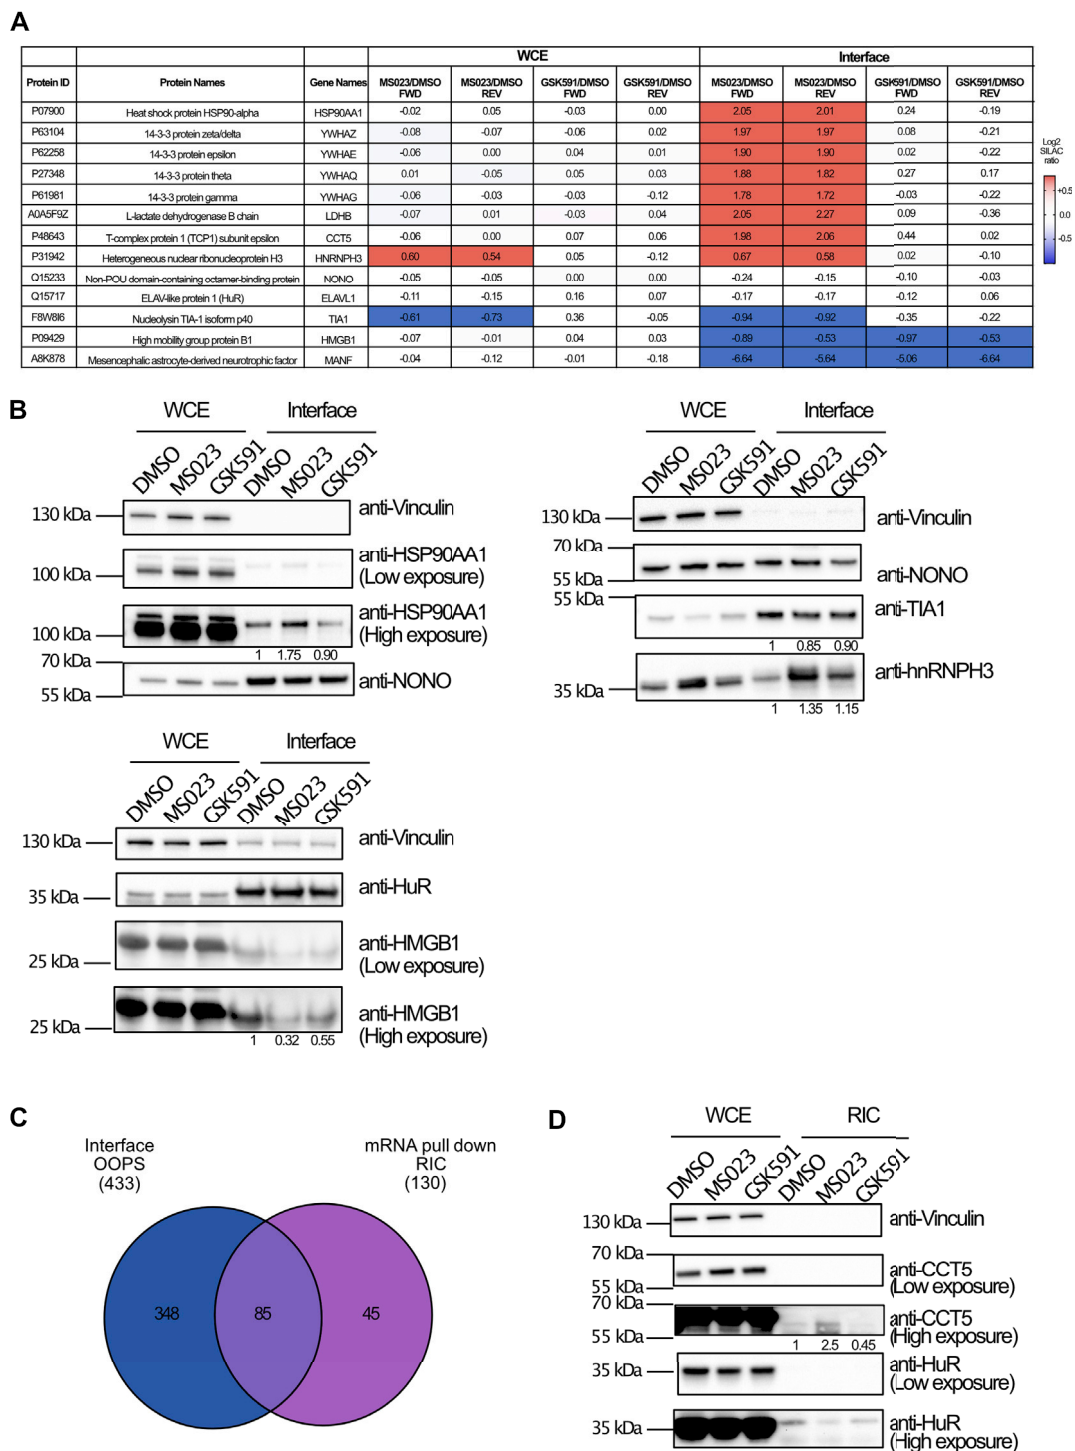 A
WCE Interface
Protein ID Protein Names Gene Names MS023/DMSO FWD MS023/DMSO REV GSK591/DMSO FWD GSK591/DMSO REV MS023/DMSO FWD MS023/DMSO REV GSK591/DMSO FWD GSK591/DMSO REV
P07900 Heat shock protein HSP90-alpha HSP90AA1 -0.02 0.05 -0.03 0.00 2.05 2.01 0.24 -0.19
P63104 14-3-3 protein zeta/delta YWHAZ -0.08 -0.07 -0.06 0.02 1.97 1.97 0.08 -0.21
P62258 14-3-3 protein epsilon YWHAE -0.06 0.00 0.04 0.01 1.90 1.90 0.02 -0.22
P27348 14-3-3 protein theta YWHAQ 0.01 -0.05 0.05 0.03 1.88 1.82 0.27 0.17
P61981 14-3-3 protein gamma YWHAG -0.06 -0.03 -0.03 -0.12 1.78 1.72 -0.03 -0.22
A0A5F9Z LDHB L-lactate dehydrogenase B chain -0.07 0.01 -0.03 0.04 2.05 2.27 0.09 -0.36
P48643 T-complex protein 1 (TCP1) subunit epsilon CCT5 -0.06 0.00 0.07 0.06 1.98 2.06 0.44 0.02
P31942 Heterogeneous nuclear ribonucleoprotein H3 HNRNPH3 0.60 0.54 0.05 -0.12 0.67 0.58 0.02 -0.10
Q15233 Non-POU domain-containing octamer-binding protein NONO -0.05 -0.05 0.00 0.00 -0.24 -0.15 -0.10 -0.03
Q15717 ELAV-like protein 1 (HuR) ELAVL1 -0.11 -0.15 0.16 0.07 -0.17 -0.17 -0.12 0.06
F8W8I6 Nucleolysin TIA-1 isoform p40 TIA1 -0.61 -0.73 0.36 -0.05 -0.94 -0.92 -0.35 -0.22
P09429 High mobility group protein B1 HMGB1 -0.07 -0.01 0.04 0.03 -0.89 -0.53 -0.97 -0.53
A8K878 Mesencephalic astrocyte-derived neurotrophic factor MANF -0.04 -0.12 -0.01 -0.18 -6.64 -5.64 -5.06 -6.64
Log2
SILAC
ratio
+0.5
-0.5
B
WCE Interface
DMSO MS023 GSK591 DMSO MS023 GSK591
130 kDa anti-Vinculin
100 kDa anti-HSP90AA1
(Low exposure)
100 kDa anti-HSP90AA1
(High exposure)
1 1.75 0.90
70 kDa
55 kDa anti-NONO
WCE Interface
DMSO MS023 GSK591 DMSO MS023 GSK591
130 kDa anti-Vinculin
70 kDa
55 kDa anti-NONO
55 kDa anti-TIA1
1 0.85 0.90
35 kDa anti-hnRNPH3
1 1.35 1.15
WCE Interface
DMSO MS023 GSK591 DMSO MS023 GSK591
130 kDa anti-Vinculin
35 kDa anti-HuR
25 kDa anti-HMGB1
(Low exposure)
25 kDa anti-HMGB1
(High exposure)
1 0.32 0.55
C
Interface
OOPS
(433)
mRNA pull down
RIC
(130)
348 85 45
D
WCE RIC
DMSO MS023 GSK591 DMSO MS023 GSK591
130 kDa anti-Vinculin
70 kDa
55 kDa anti-CCT5
(Low exposure)
70 kDa
55 kDa anti-CCT5
(High exposure)
1 2.5 0.45
35 kDa anti-HuR
(Low exposure)
35 kDa anti-HuR
(High exposure)